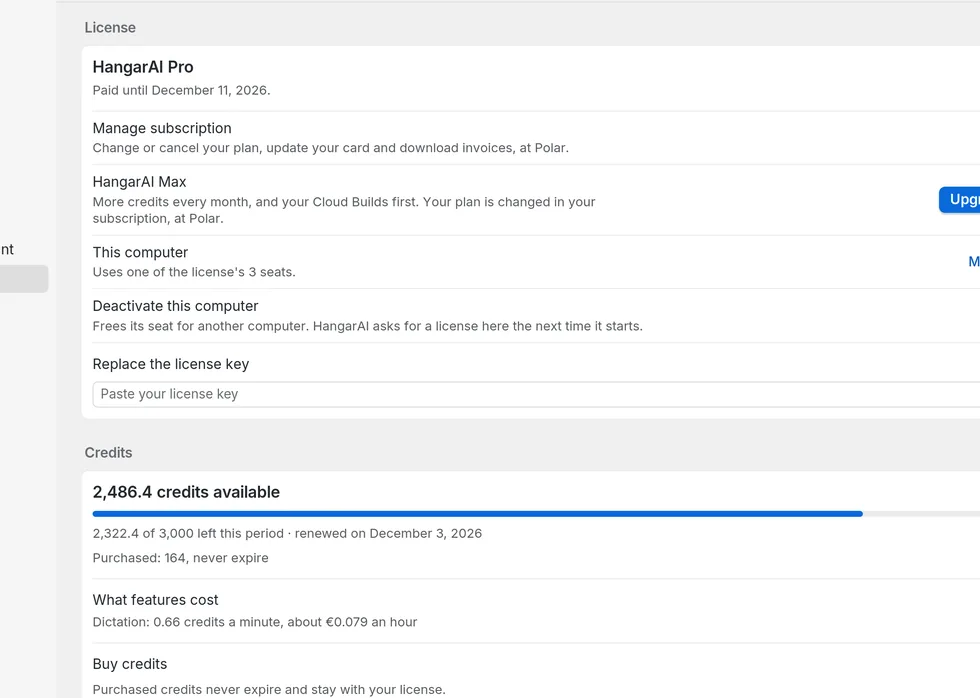 License
HangarAI Pro
Paid until December 11, 2026.
Manage subscription
Change or cancel your plan, update your card and download invoices, at Polar.
HangarAI Max
More credits every month, and your Cloud Builds first. Your plan is changed in your
subscription, at Polar.
Upgr
nt
This computer
Uses one of the license's 3 seats.
M
Deactivate this computer
Frees its seat for another computer. HangarAI asks for a license here the next time it starts.
Replace the license key
Paste your license key
Credits
2,486.4 credits available
2,322.4 of 3,000 left this period · renewed on December 3, 2026
Purchased: 164, never expire
What features cost
Dictation: 0.66 credits a minute, about €0.079 an hour
Buy credits
Purchased credits never expire and stay with your license.